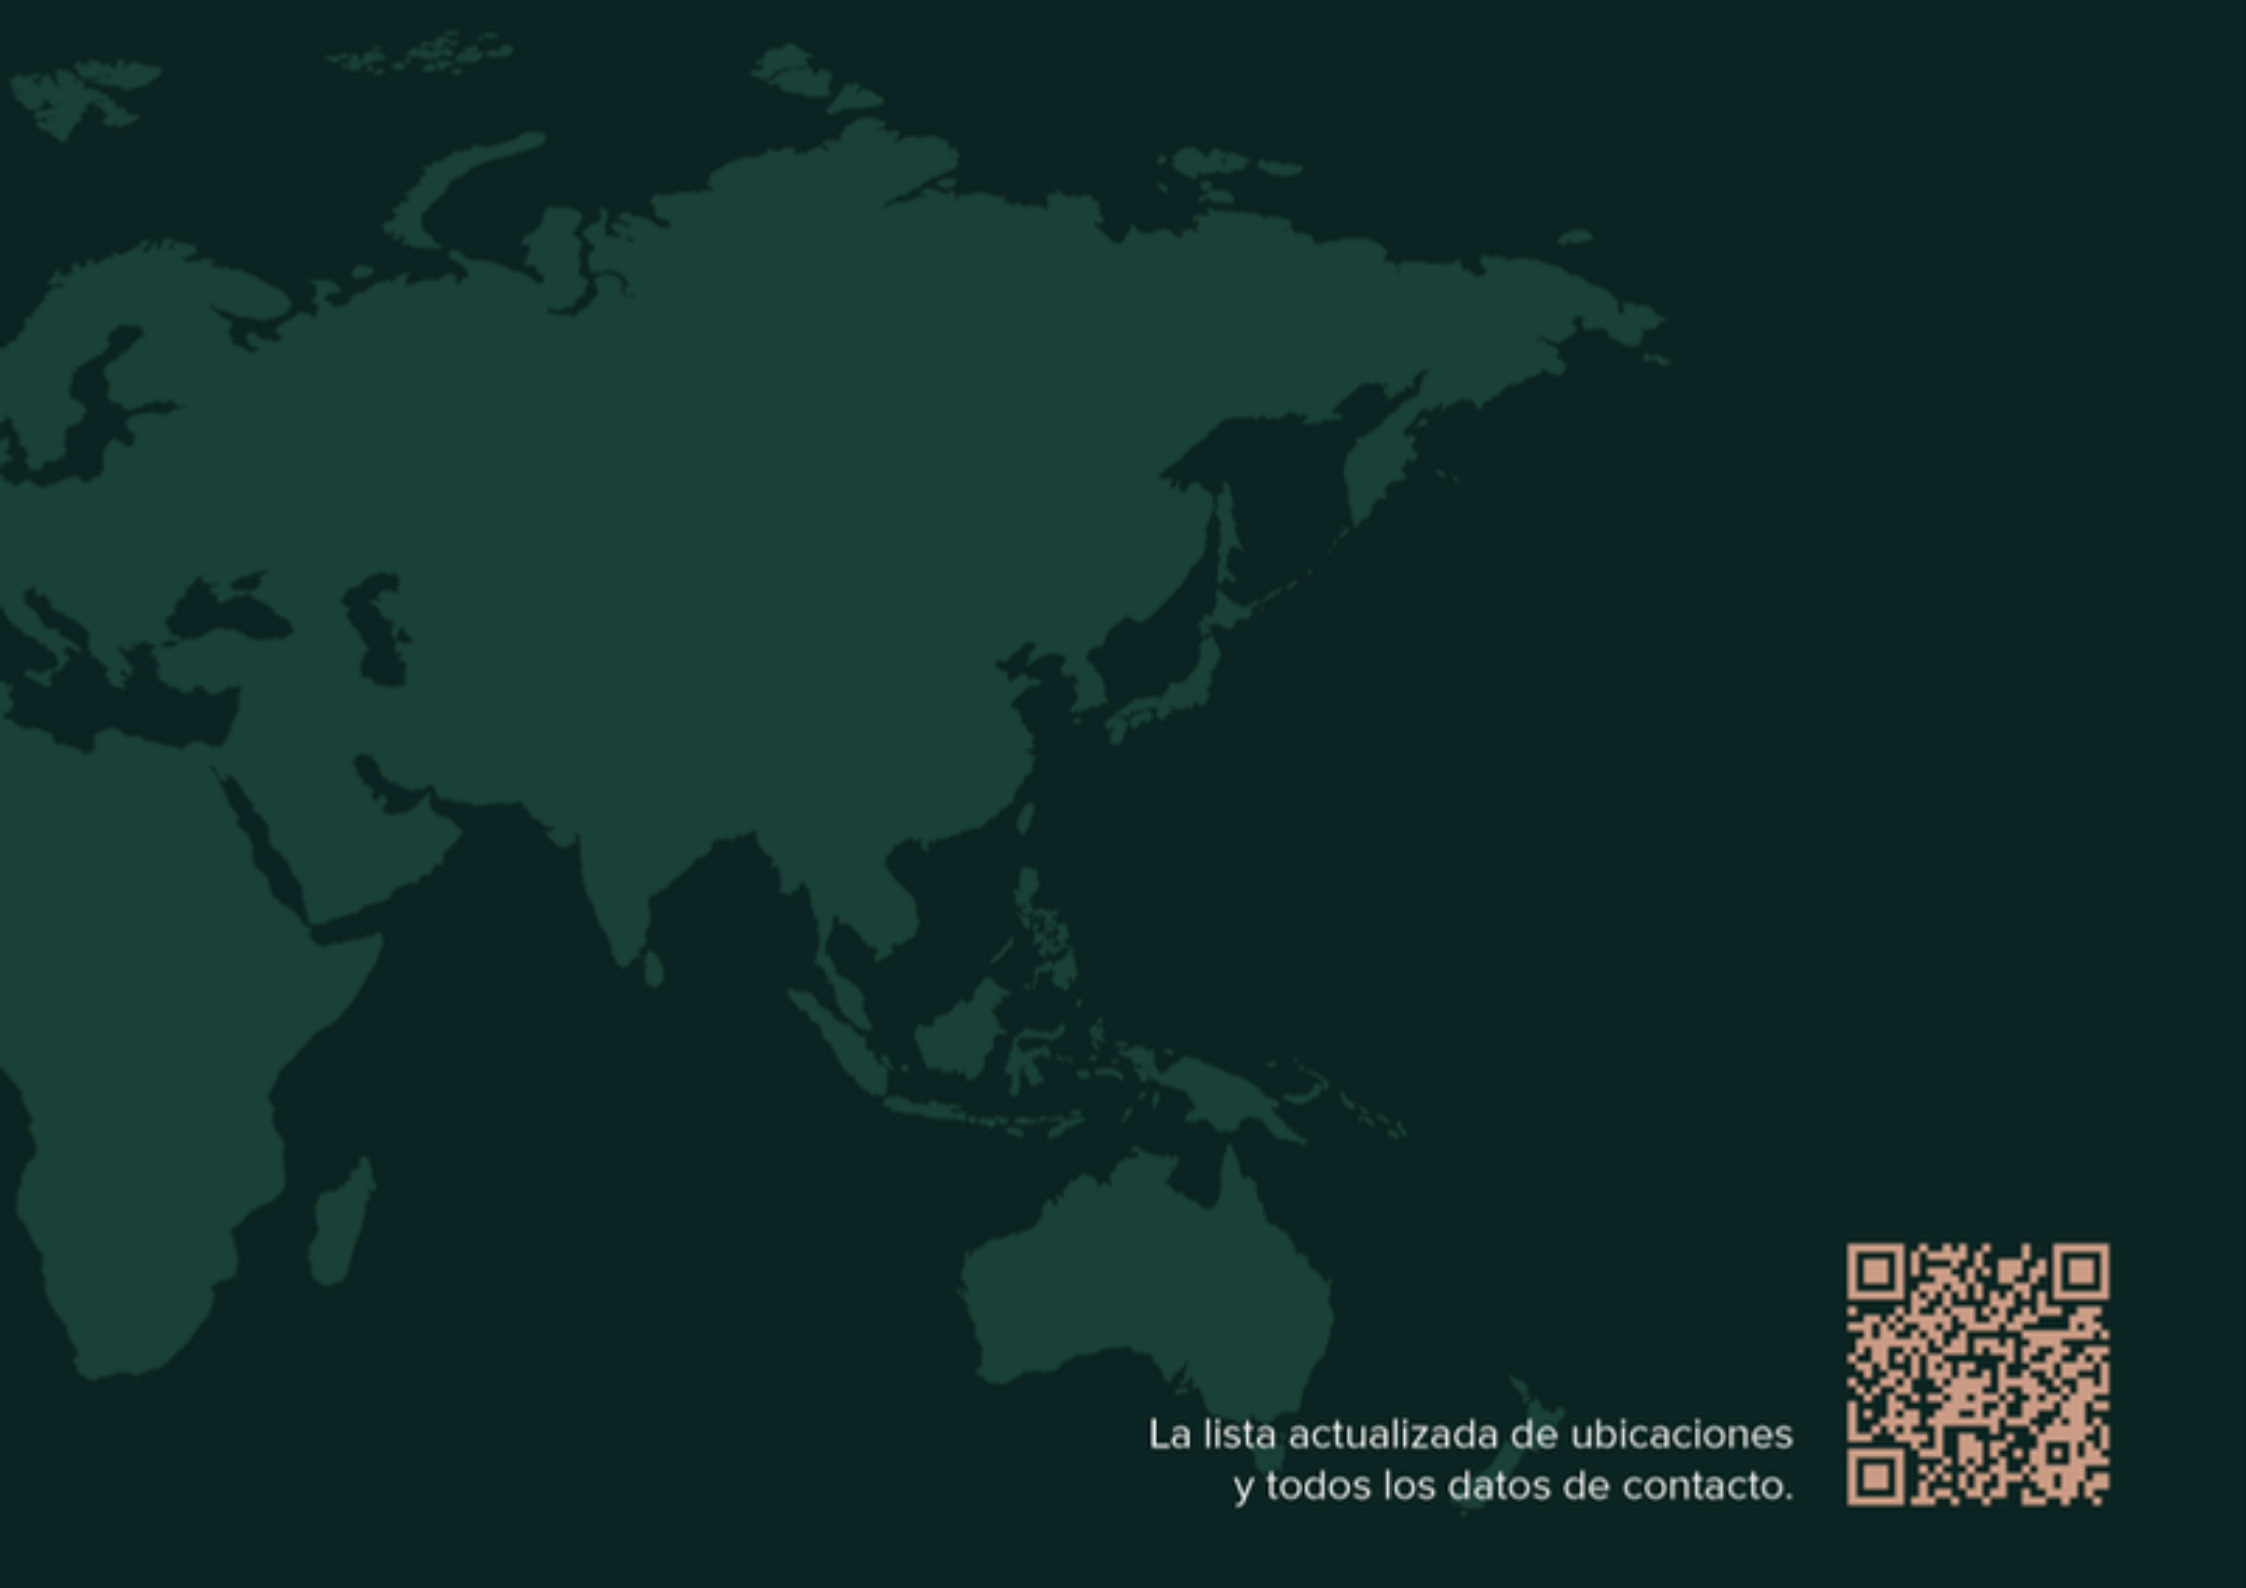 La lista actualizada de ubicaciones
y todos los datos de contacto.